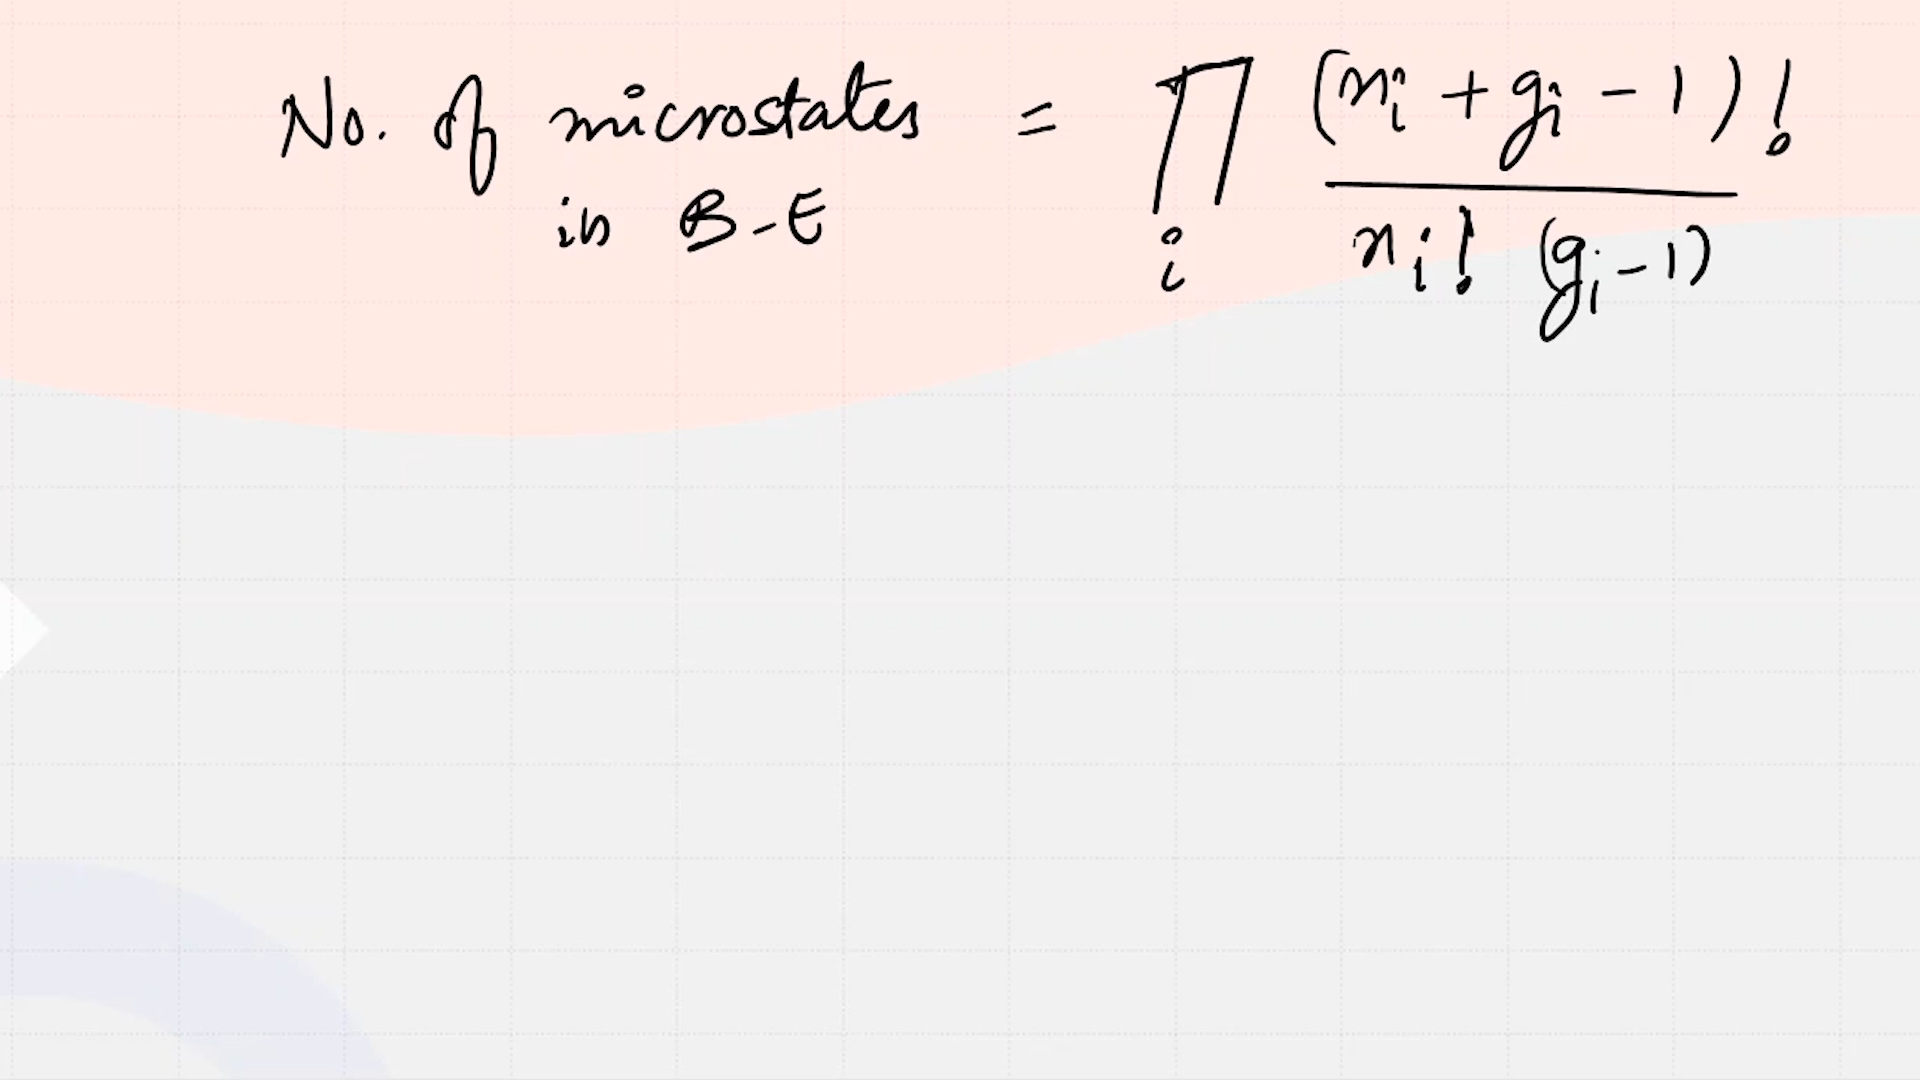 No. of microstates = ∏ᵢ (nᵢ + gᵢ - 1)! / nᵢ! (gᵢ - 1)
in B-E